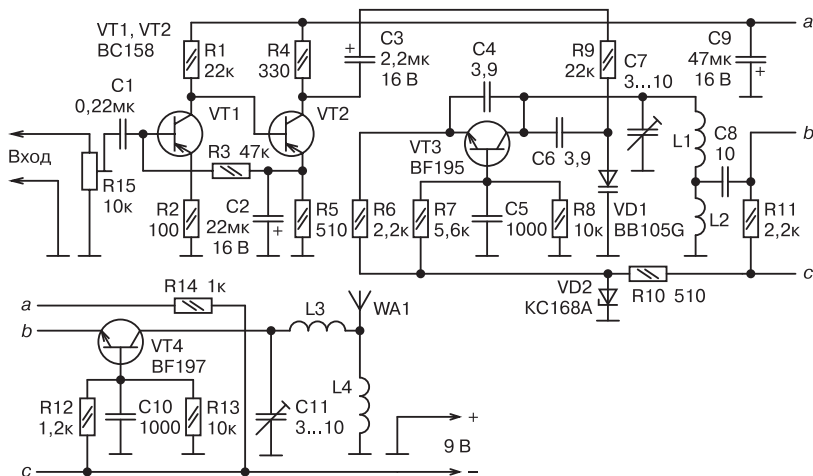 VT1, VT2
BC158
R1
22к
R4
330
C3
2,2мк
16 В
C4
3,9
R9
22к
C7
3...10
C9
47мк
16 В
a
C1
0,22мк
VT1
VT2
Вход
R15
10к
R3 47к
VT3
BF195
C6 3,9
L1
C8
10
b
R2
100
C2
22мк
16 В
R5
510
R6
2,2к
R7
5,6к
C5
1000
R8
10к
VD1
BB105G
L2
R11
2,2к
VD2
КС168А
R10 510
c
a
R14 1к
b
L3
WA1
VT4
BF197
L4
R12
1,2к
C10
1000
R13
10к
C11
3...10
+
9 В
–
c